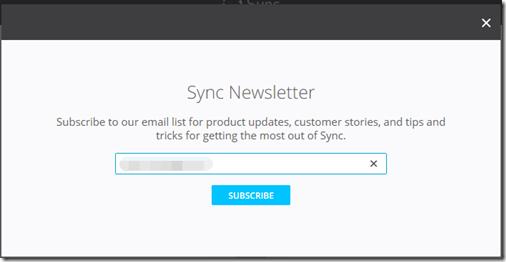 Sync
Sync Newsletter
Subscribe to our email list for product updates, customer stories, and tips and
tricks for getting the most out of Sync.
SUBSCRIBE